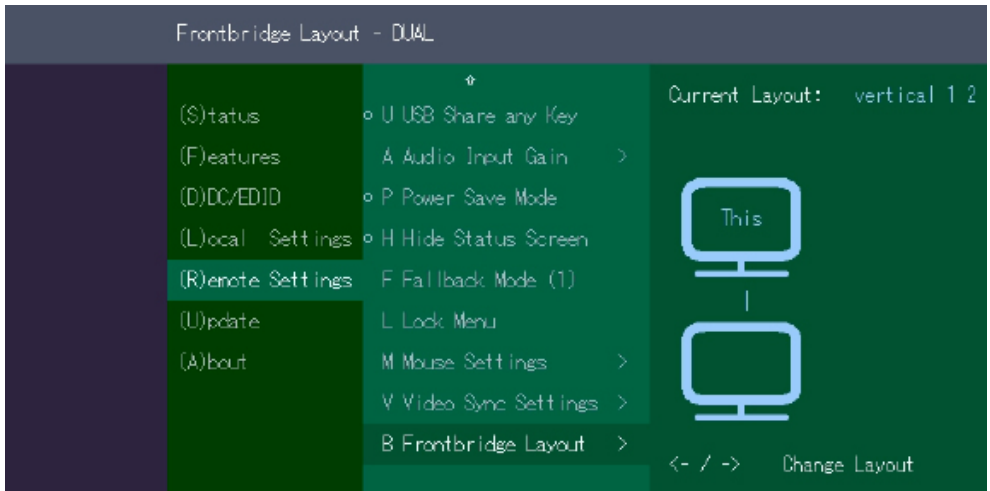 Frontbridge Layout - DUAL
(S)tatus
(F)eatures
(D)DC/EDID
(L)ocal Settings
(R)emote Settings
(U)pdate
(A)bout
⇧
U USB Share any Key
A Audio Input Gain >
P Power Save Mode
H Hide Status Screen
F Fallback Mode (1)
L Lock Menu
M Mouse Settings >
V Video Sync Settings >
B Frontbridge Layout >
Current Layout: vertical 1 2
This
<- / -> Change Layout